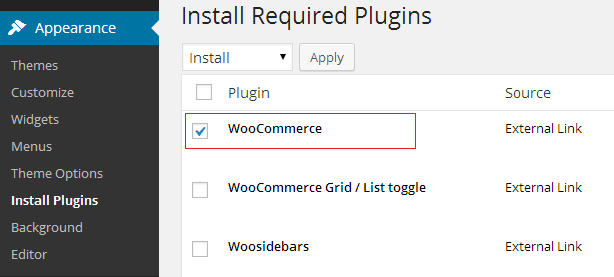 Appearance
Themes
Customize
Widgets
Menus
Theme Options
Install Plugins
Background
Editor
Install Required Plugins
Install Apply
Plugin Source
WooCommerce External Link
WooCommerce Grid / List toggle External Link
Woosidebars External Link